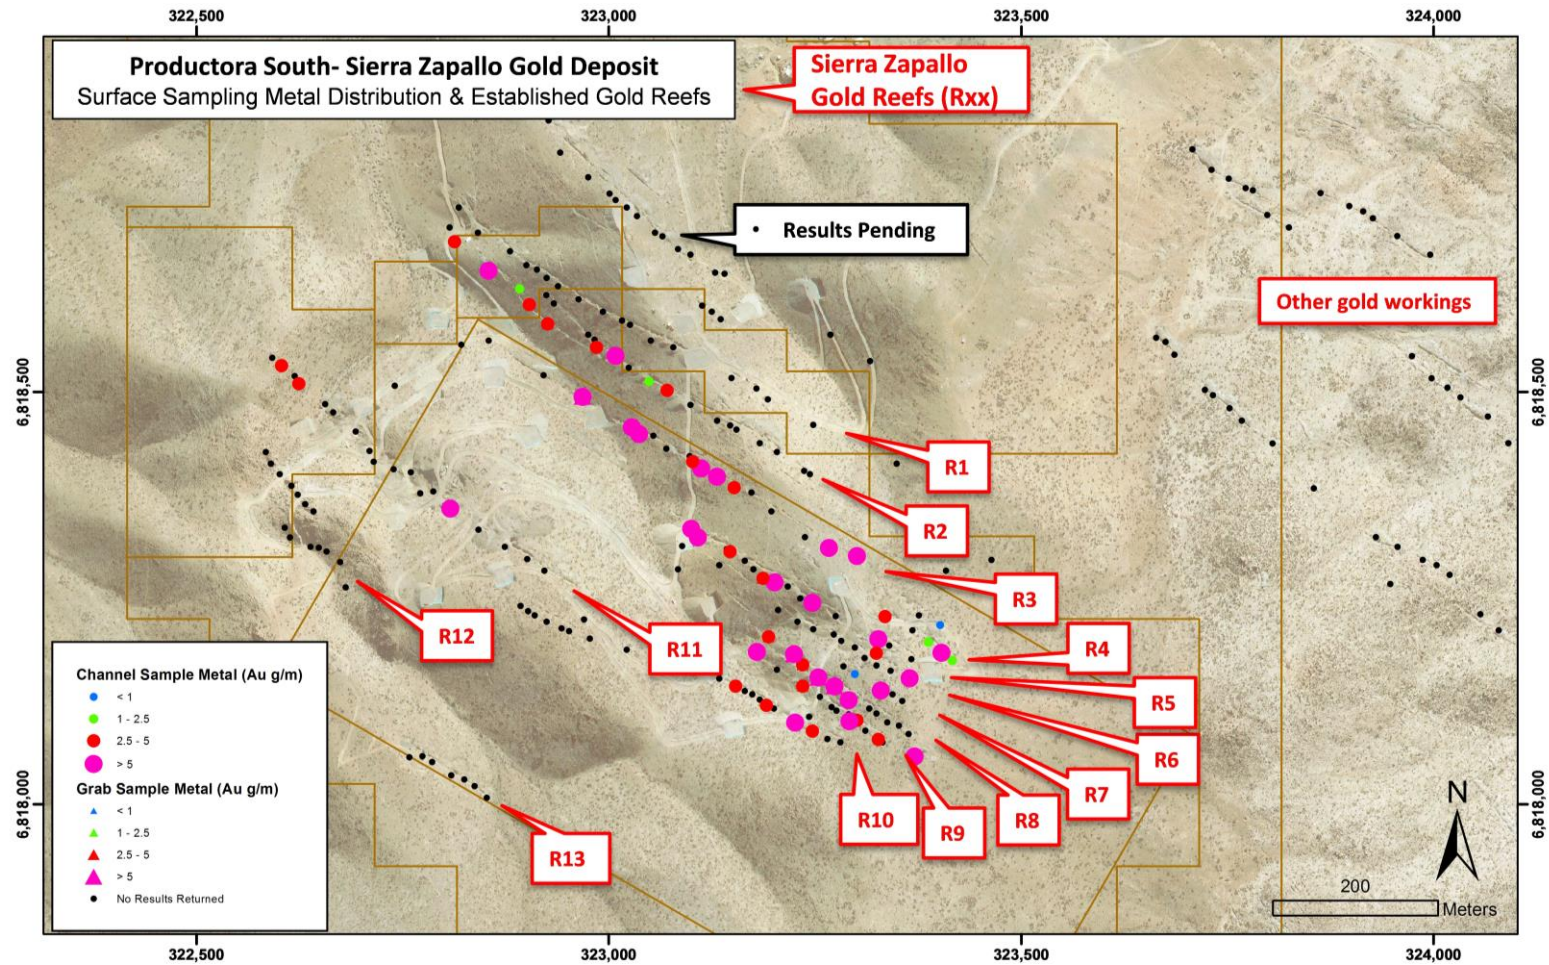 322,500
323,000
323,500
324,000
Productora South- Sierra Zapallo Gold Deposit
Surface Sampling Metal Distribution & Established Gold Reefs
Sierra Zapallo
Gold Reefs (Rxx)
Results Pending
Other gold workings
6,818,500
6,818,500
R1
R2
R3
R12
R11
R4
R5
R6
R7
R8
R9
R10
R13
Channel Sample Metal (Au g/m)
< 1
1 - 2.5
2.5 - 5
> 5
Grab Sample Metal (Au g/m)
< 1
1 - 2.5
2.5 - 5
> 5
No Results Returned
6,818,000
6,818,000
N
200
Meters
322,500
323,000
323,500
324,000